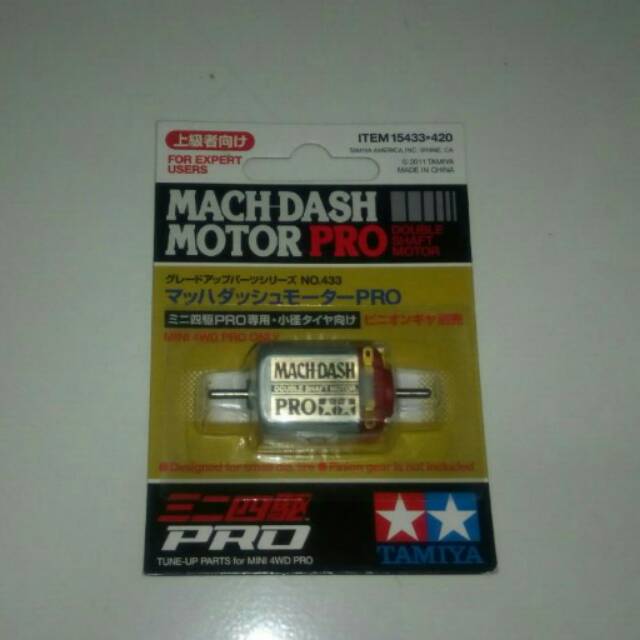 上級者向け
FOR EXPERT
USERS
ITEM 15433•420
TAMIYA AMERICA, INC. IRVINE, CA
© 2011 TAMIYA
MADE IN CHINA
MACH-DASH
MOTOR PRO
DOUBLE
SHAFT
MOTOR
グレードアップパーツシリーズ NO.433
マッハダッシュモーターPRO
ミニ四駆PRO専用・小径タイヤ向け
ピニオンギヤ別売
MINI 4WD PRO ONLY
MACH-DASH
DOUBLE SHAFT MOTOR
PRO
●Designed for small dia. tire ●Pinion gear is not included
ミニ四駆
PRO
TUNE-UP PARTS for MINI 4WD PRO
TAMIYA